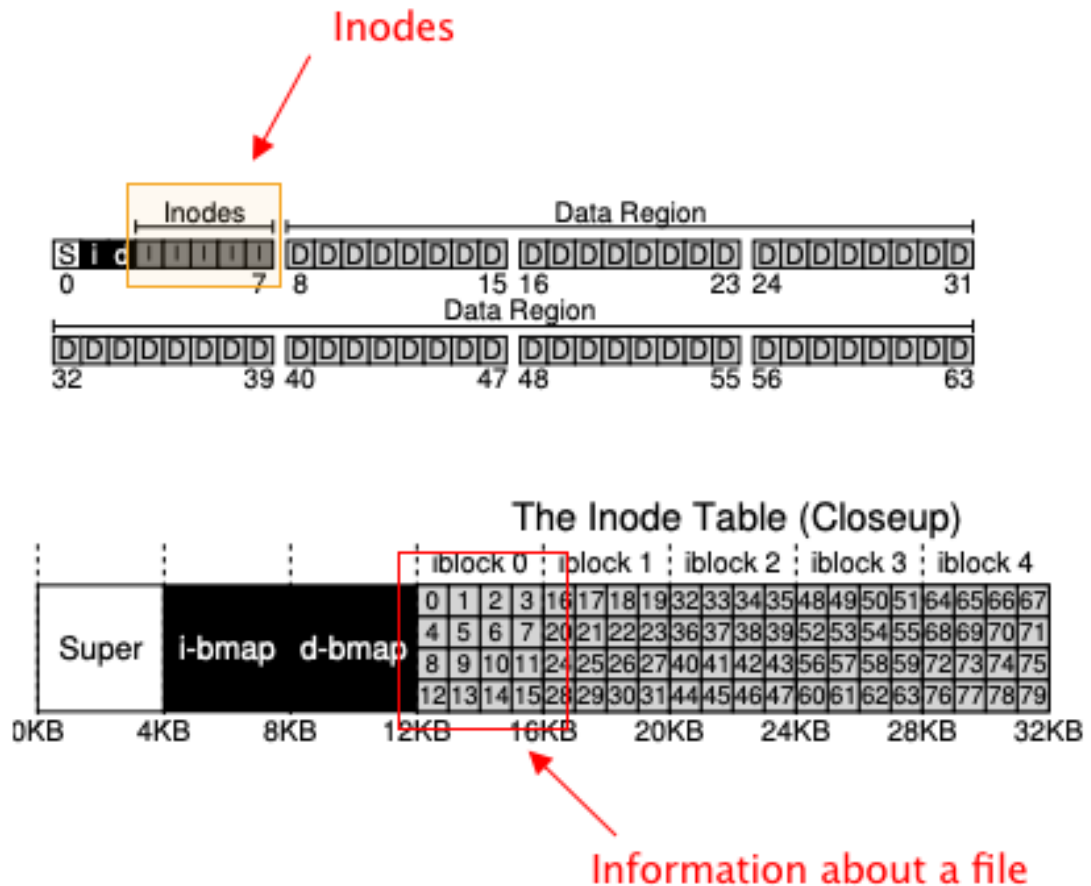 Inodes
Inodes Data Region
S i d I I I I I D D D D D D D D D D D D D D D D D D D D D D D D
0 7 8 15 16 23 24 31
Data Region
D D D D D D D D D D D D D D D D D D D D D D D D D D D D D D D D
32 39 40 47 48 55 56 63
The Inode Table (Closeup)
iblock 0 iblock 1 iblock 2 iblock 3 iblock 4
0 1 2 3 16 17 18 19 32 33 34 35 48 49 50 51 64 65 66 67
4 5 6 7 20 21 22 23 36 37 38 39 52 53 54 55 68 69 70 71
Super i-bmap d-bmap
8 9 10 11 24 25 26 27 40 41 42 43 56 57 58 59 72 73 74 75
12 13 14 15 28 29 30 31 44 45 46 47 60 61 62 63 76 77 78 79
0KB 4KB 8KB 12KB 16KB 20KB 24KB 28KB 32KB
Information about a file